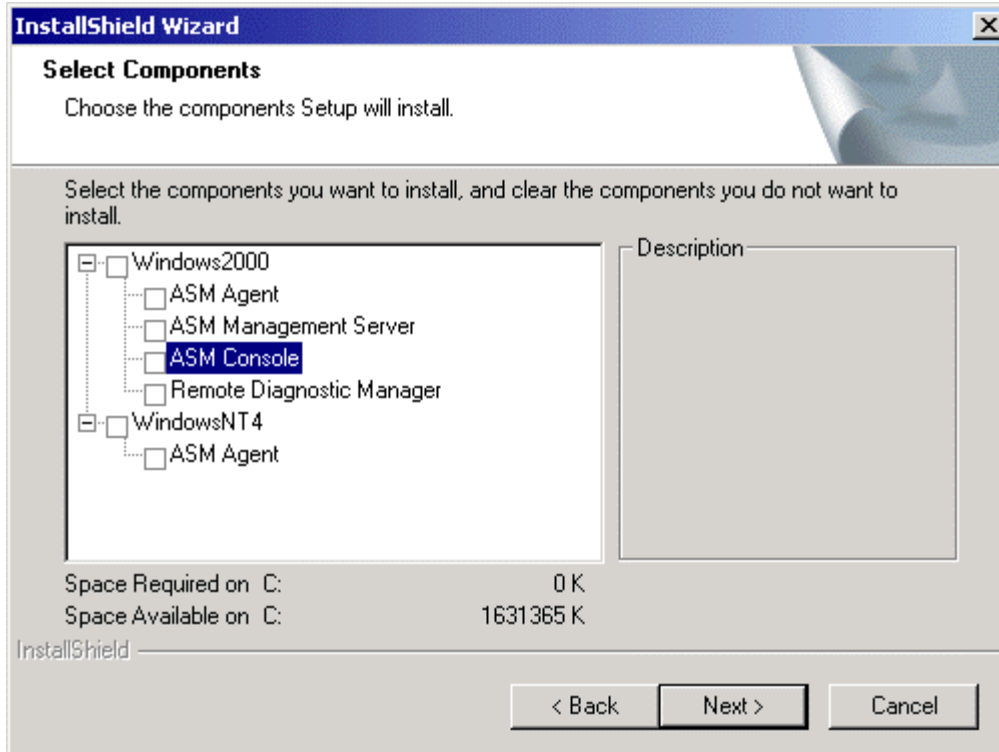 InstallShield Wizard
Select Components
Choose the components Setup will install.
Select the components you want to install, and clear the components you do not want to
install.
Windows2000
ASM Agent
ASM Management Server
ASM Console
Remote Diagnostic Manager
WindowsNT4
ASM Agent
Description
Space Required on C: 0 K
Space Available on C: 1631365 K
InstallShield
< Back Next > Cancel